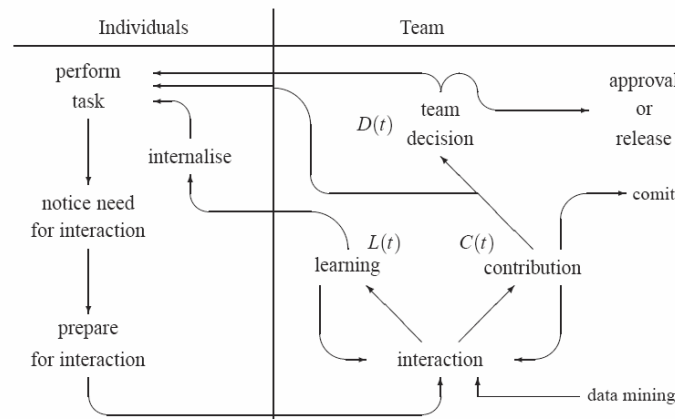 Individuals
Team
perform
task
internalise
notice need
for interaction
prepare
for interaction
D(t)
team
decision
approval
or
release
comit
L(t)
learning
C(t)
contribution
interaction
data mining